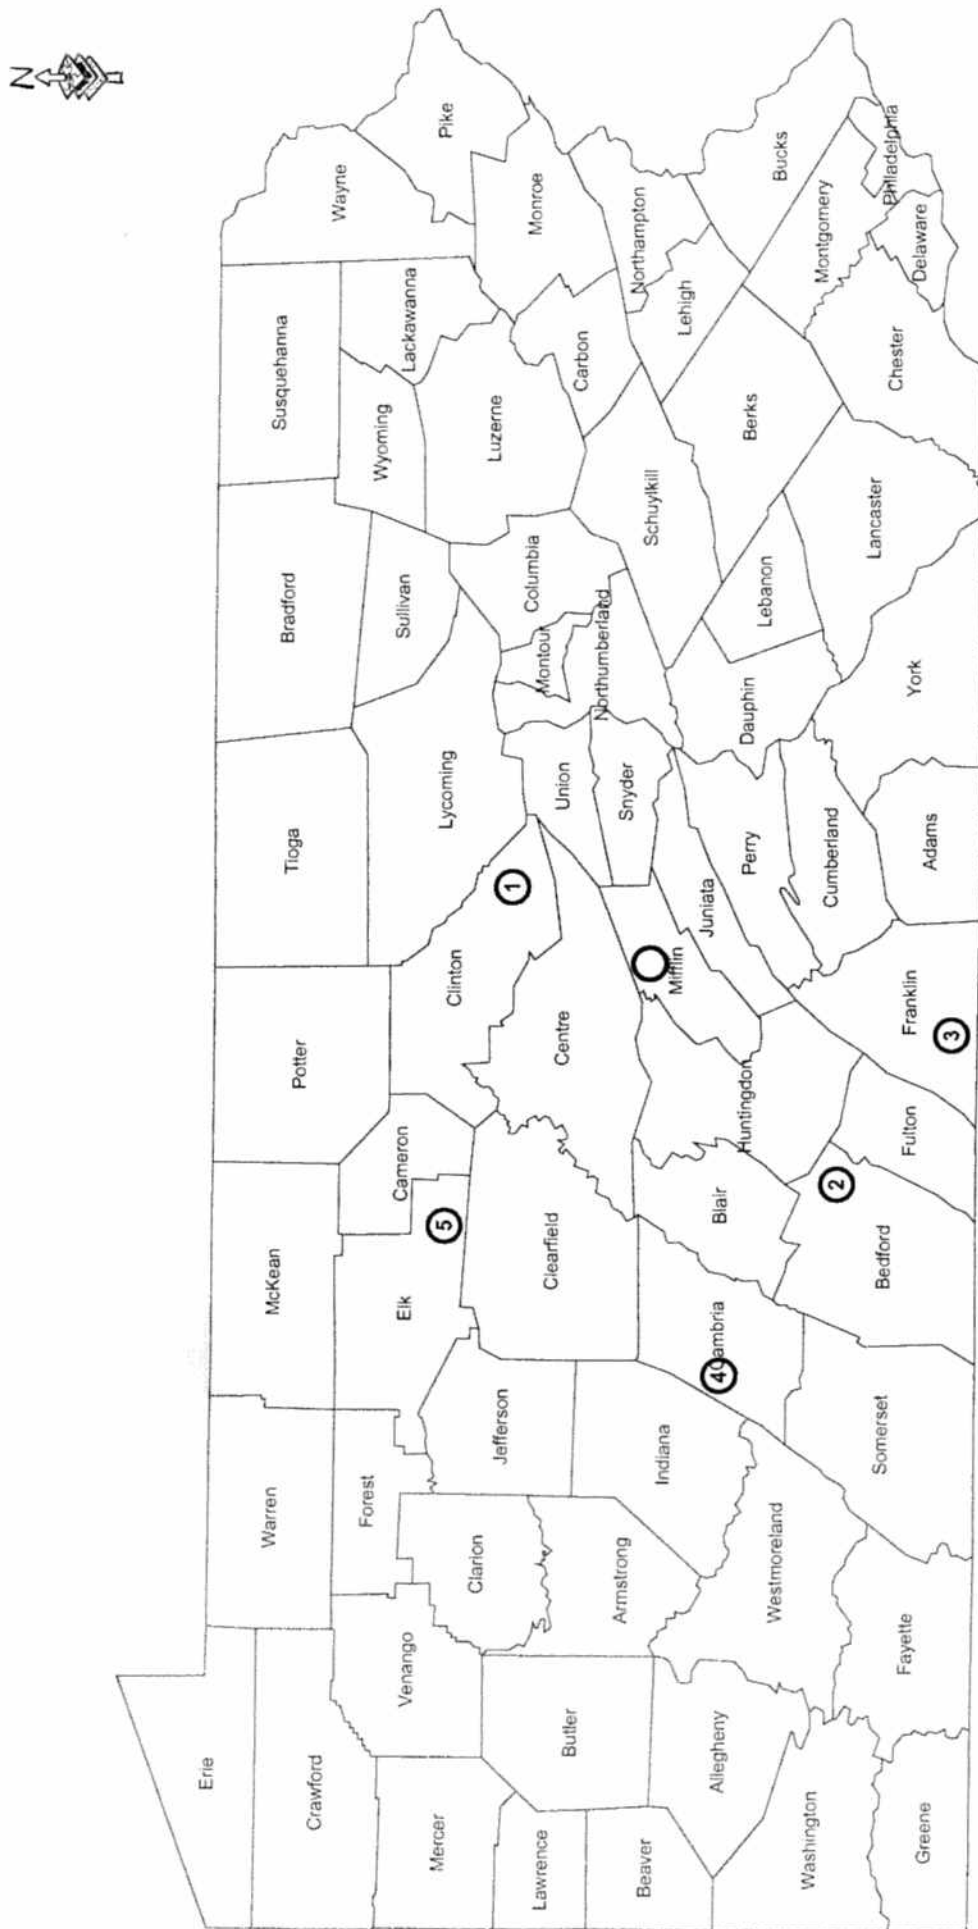 N
Erie
Crawford
Warren
McKean
Potter
Tioga
Bradford
Susquehanna
Wayne
Pike
Mercer
Venango
Forest
Elk
Cameron
Clinton
Lycoming
Sullivan
Wyoming
Lackawanna
Lawrence
Butler
Clarion
Jefferson
5
Clearfield
Centre
1
Union
Montour
Columbia
Luzerne
Monroe
Carbon
Beaver
Allegheny
Armstrong
Indiana
4
Cambria
Blair
Huntingdon
Mifflin
Juniata
Snyder
Northumberland
Schuylkill
Lehigh
Northampton
Washington
Westmoreland
Somerset
2
Bedford
Perry
Dauphin
Lebanon
Berks
Montgomery
Bucks
Greene
Fayette
Fulton
3
Franklin
Cumberland
Adams
York
Lancaster
Chester
Delaware
Philadelphia